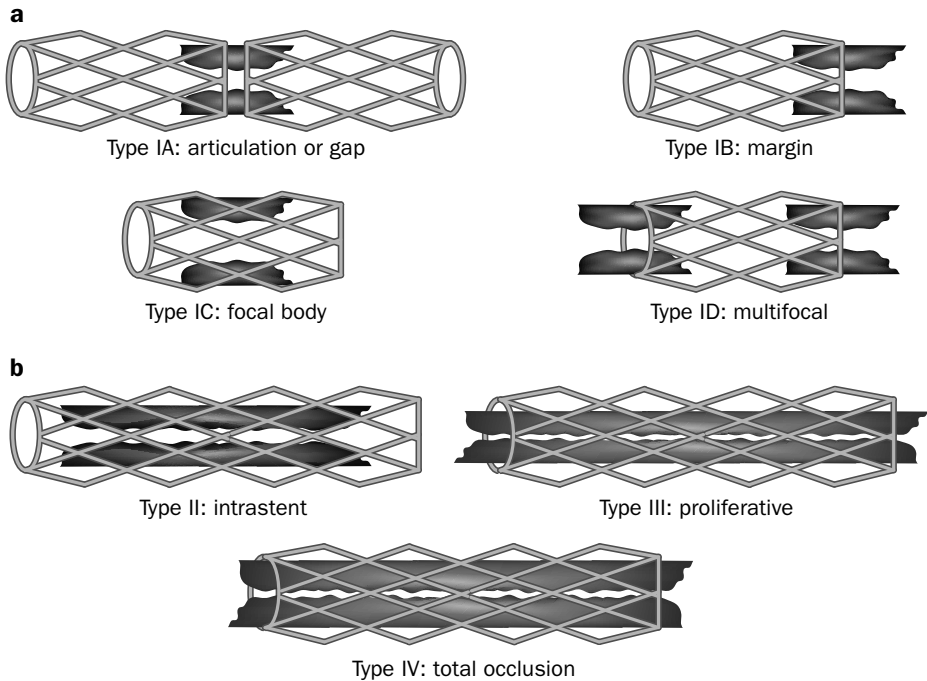 a
Type IA: articulation or gap
Type IB: margin
Type IC: focal body
Type ID: multifocal
b
Type II: intrastent
Type III: proliferative
Type IV: total occlusion